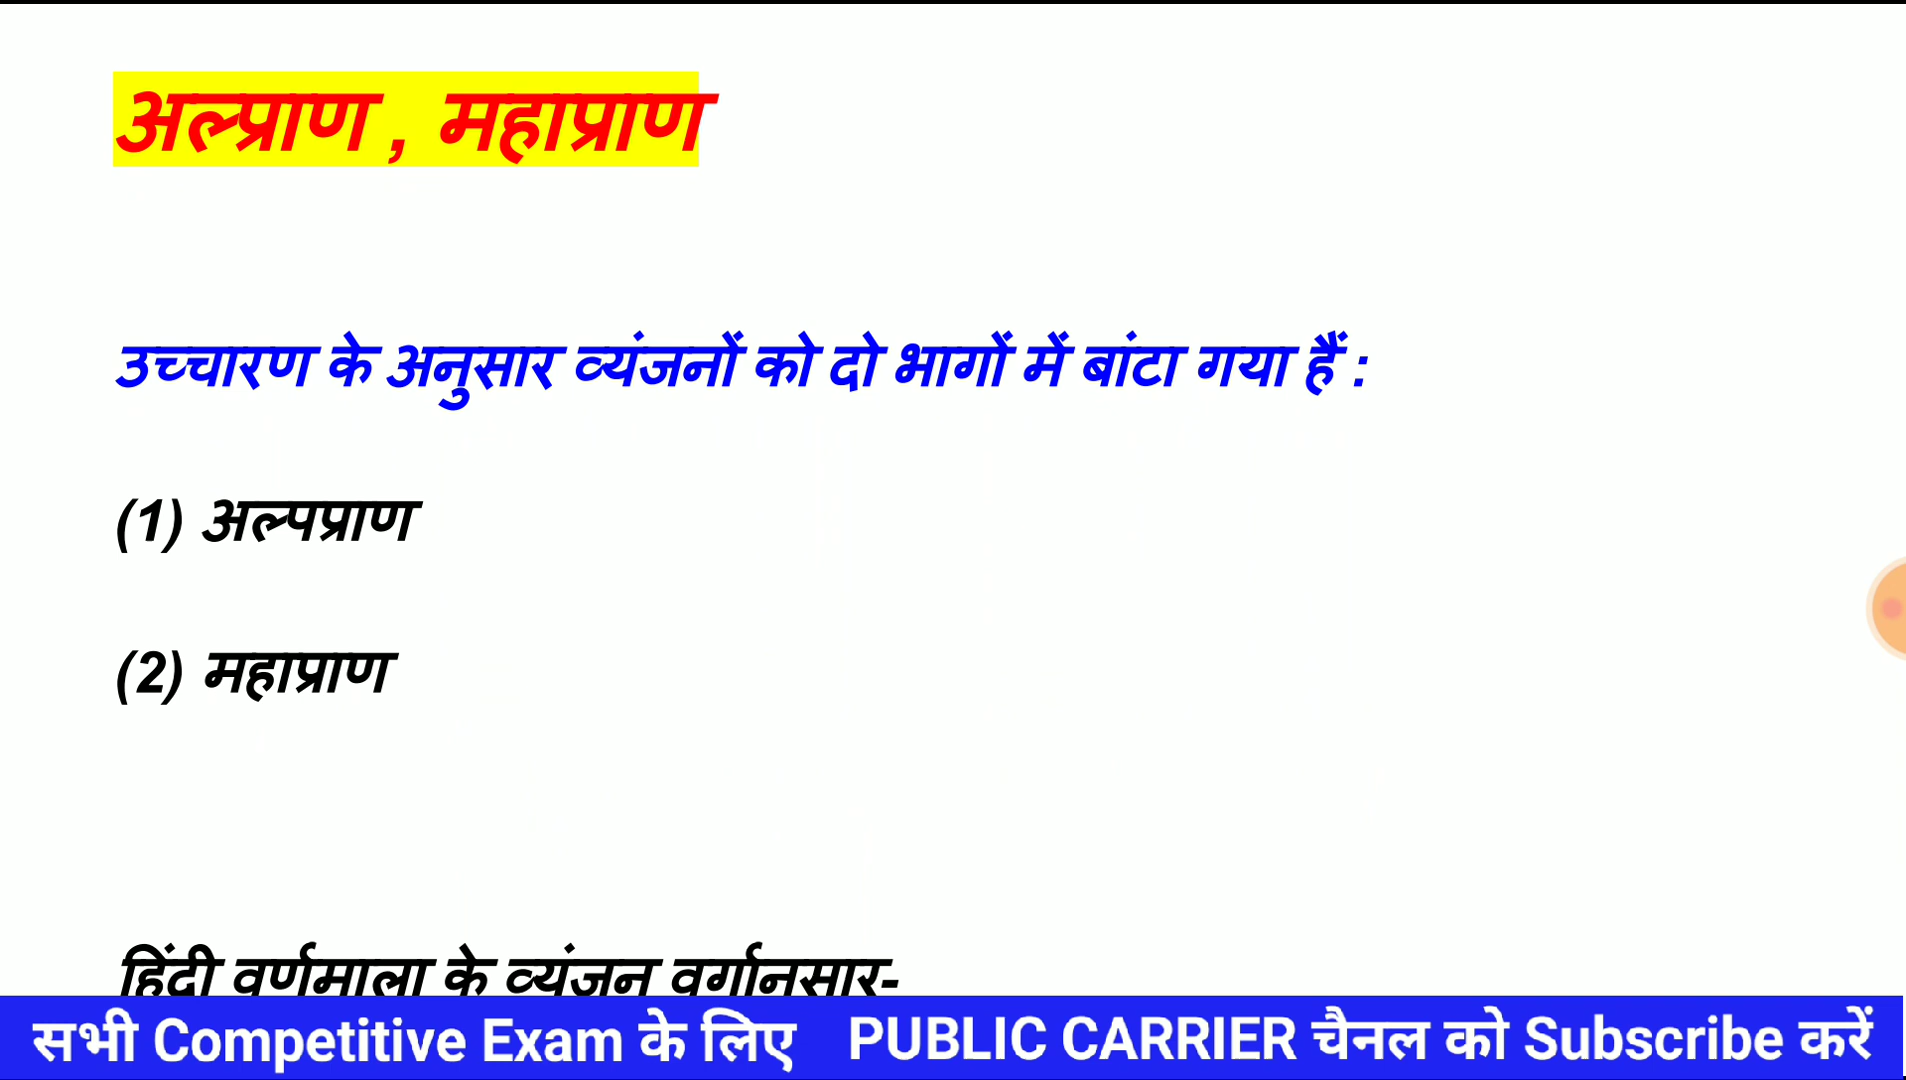 अल्प्राण , महाप्राण
उच्चारण के अनुसार व्यंजनों को दो भागों में बांटा गया हैं :
(1) अल्पप्राण
(2) महाप्राण
हिंदी वर्णमाला के व्यंजन वर्गानुसार-
सभी Competitive Exam के लिए PUBLIC CARRIER चैनल को Subscribe करें